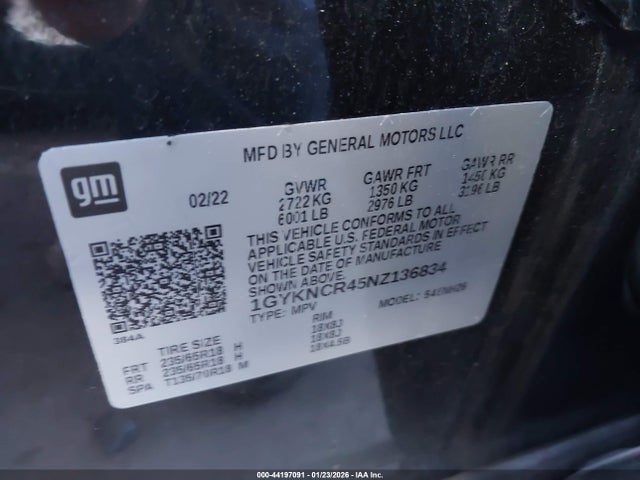 MFD BY GENERAL MOTORS LLC
gm
02/22
GVWR GAWR FRT GAWR RR
2722 KG 1350 KG 1450 KG
6001 LB 2976 LB 3196 LB
THIS VEHICLE CONFORMS TO ALL
APPLICABLE U.S. FEDERAL MOTOR
VEHICLE SAFETY STANDARDS IN EFFECT
ON THE DATE OF MANUFACTURE
SHOWN ABOVE.
1GYKNCR45NZ136834
TYPE: MPV MODEL:
384A
TIRE SIZE RIM
FRT 235/65R18 H 18X8J
RR 235/65R18 H 18X8J
SPA T135/70R18 M 18X4.5B
000-44197091 - 01/23/2026 - IAA Inc.